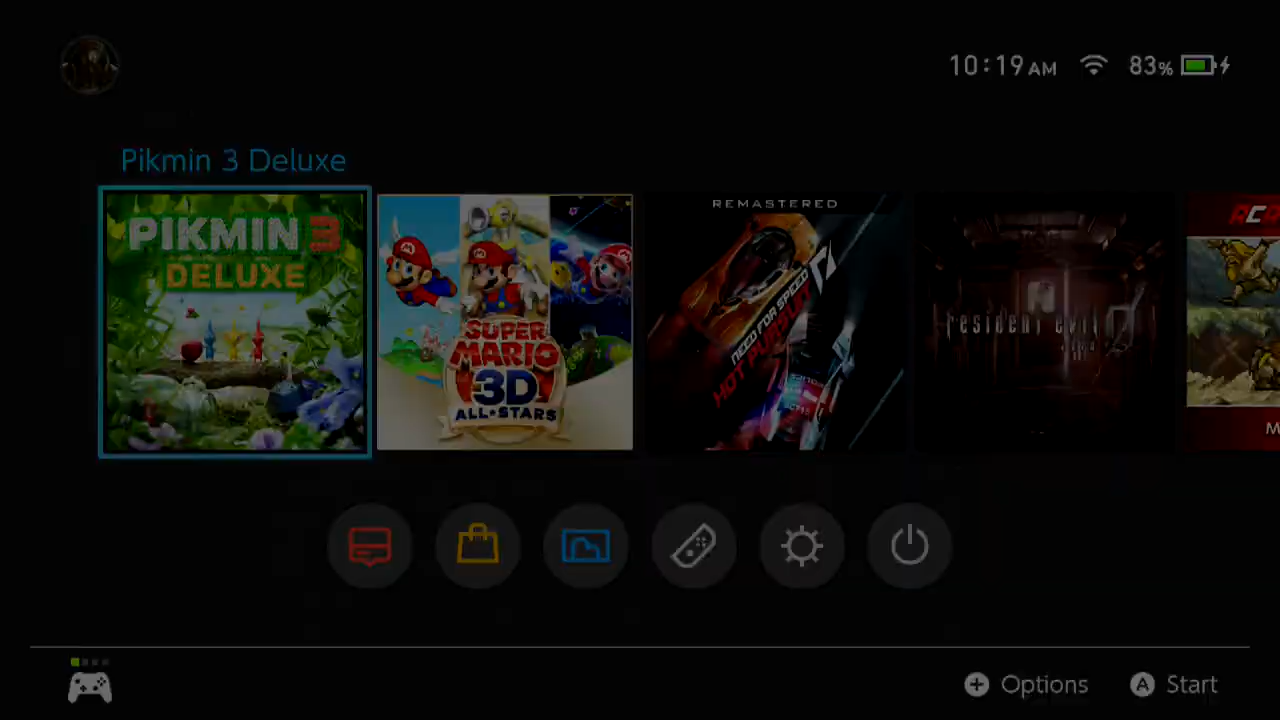 10:19 AM 83%
Pikmin 3 Deluxe
PIKMIN 3
DELUXE
SUPER
MARIO
3D
ALL★STARS
REMASTERED
NEED FOR SPEED
HOT PURSUIT
resident evil
Options
A Start